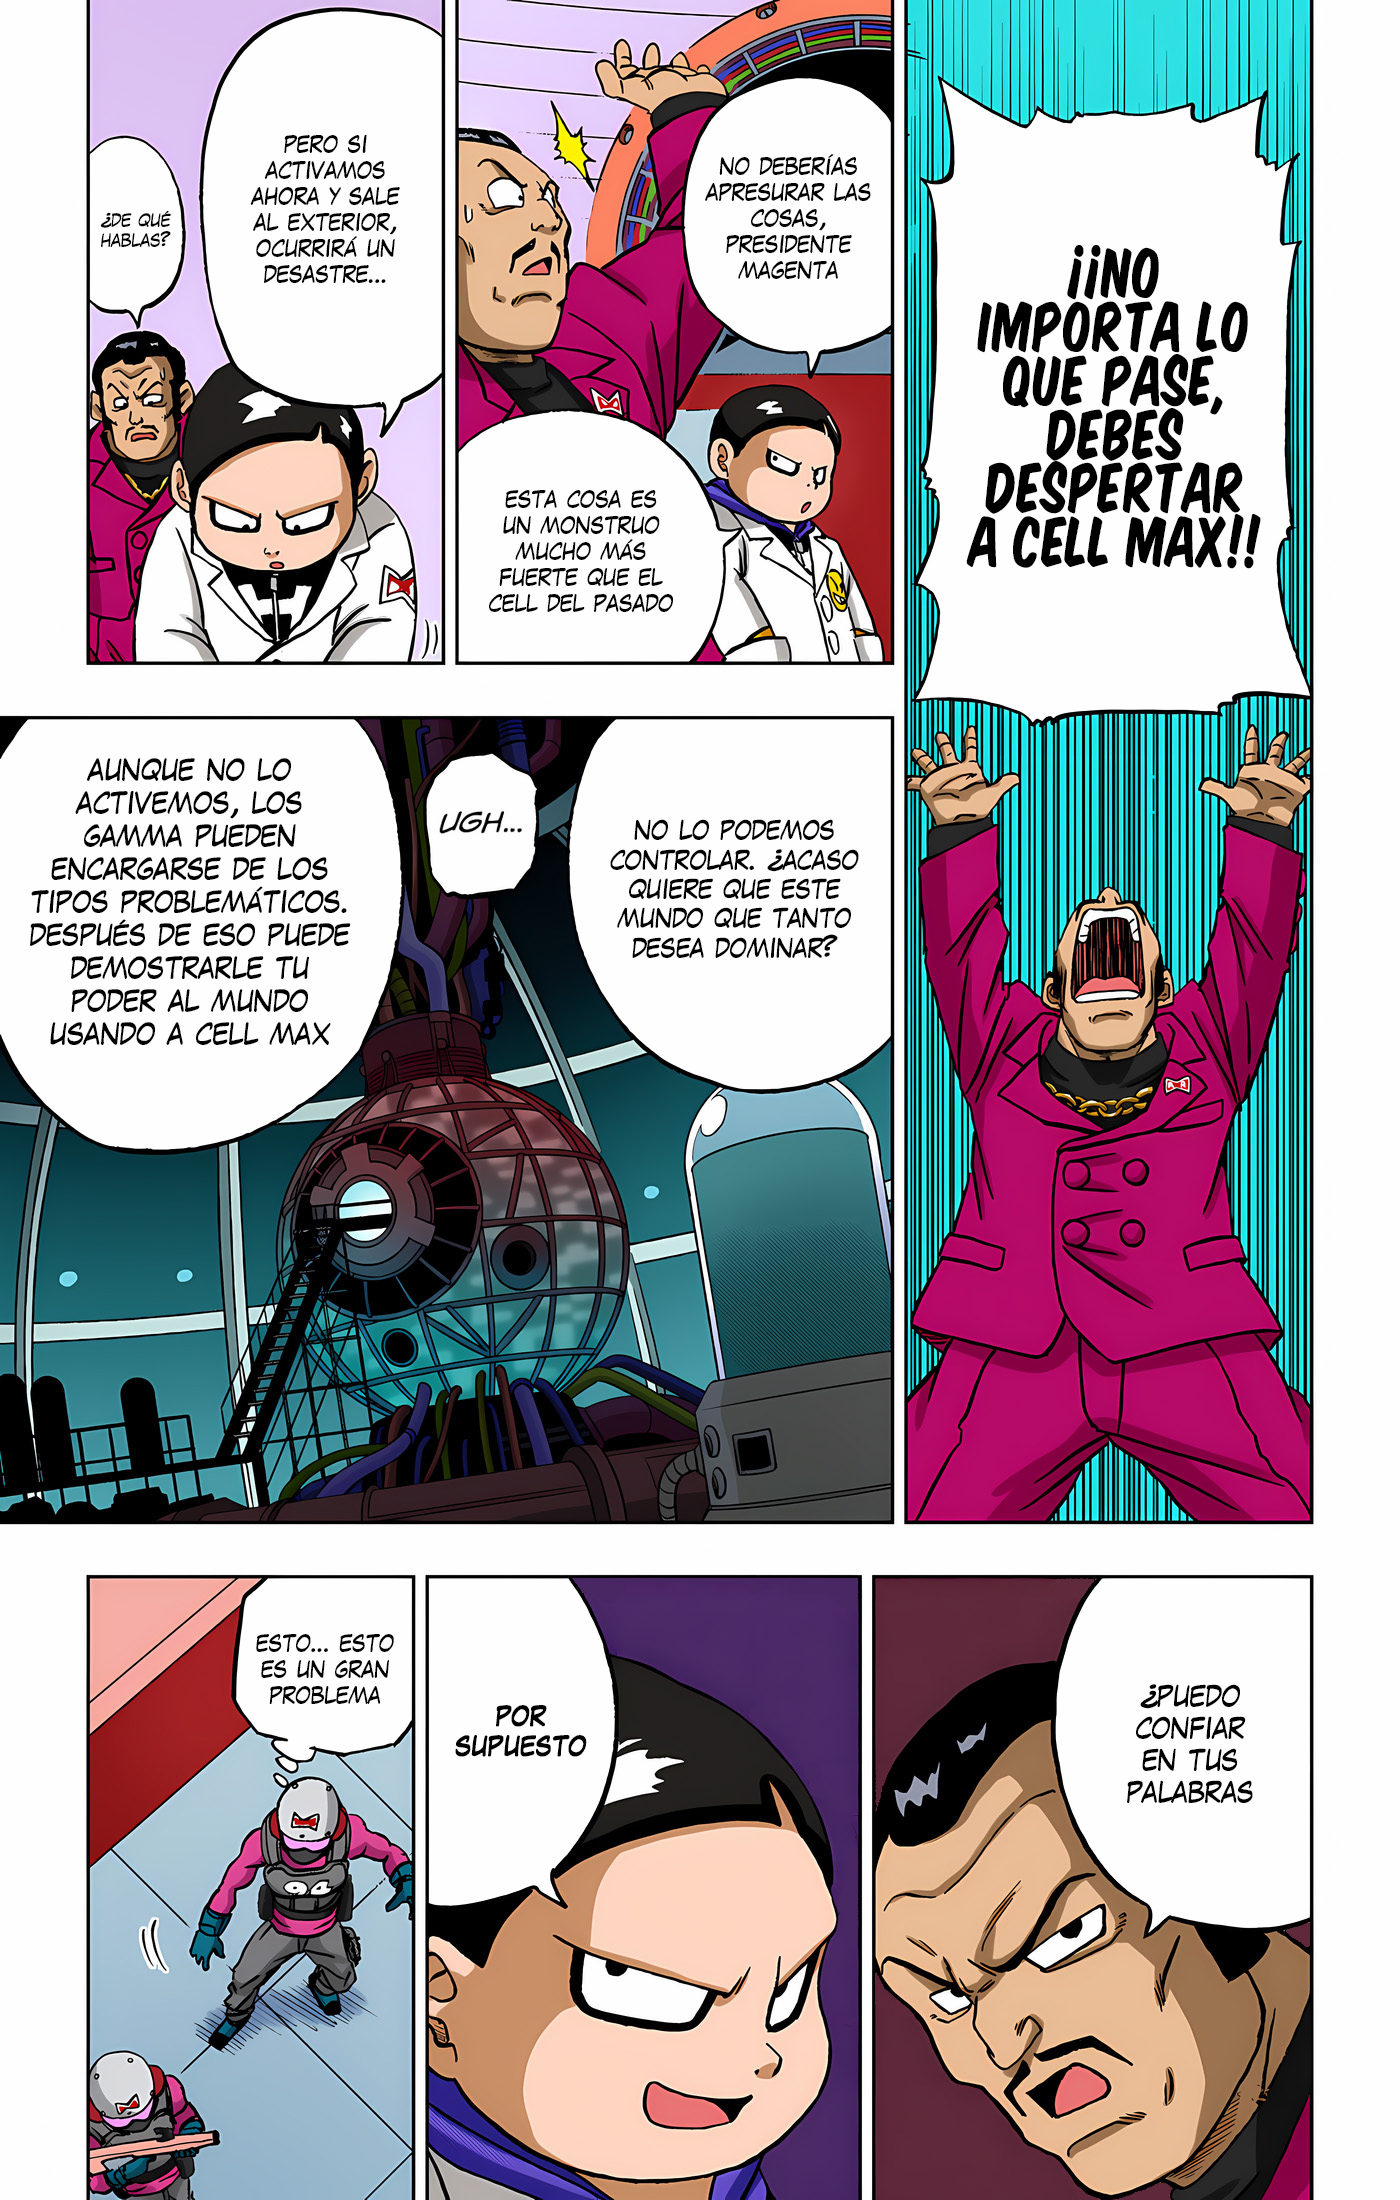 ¡¡NO
IMPORTA LO
QUE PASE,
DEBES
DESPERTAR
A CELL MAX!!
NO DEBERÍAS
APRESURAR LAS
COSAS,
PRESIDENTE
MAGENTA
ESTA COSA ES
UN MONSTRUO
MUCHO MÁS
FUERTE QUE EL
CELL DEL PASADO
PERO SI
ACTIVAMOS
AHORA Y SALE
AL EXTERIOR,
OCURRIRÁ UN
DESASTRE...
¿DE QUÉ
HABLAS?
NO LO PODEMOS
CONTROLAR. ¿ACASO
QUIERE QUE ESTE
MUNDO QUE TANTO
DESEA DOMINAR?
UGH...
AUNQUE NO LO
ACTIVEMOS, LOS
GAMMA PUEDEN
ENCARGARSE DE LOS
TIPOS PROBLEMÁTICOS.
DESPUÉS DE ESO PUEDE
DEMOSTRARLE TU
PODER AL MUNDO
USANDO A CELL MAX
¿PUEDO
CONFIAR
EN TUS
PALABRAS
POR
SUPUESTO
ESTO... ESTO
ES UN GRAN
PROBLEMA
94